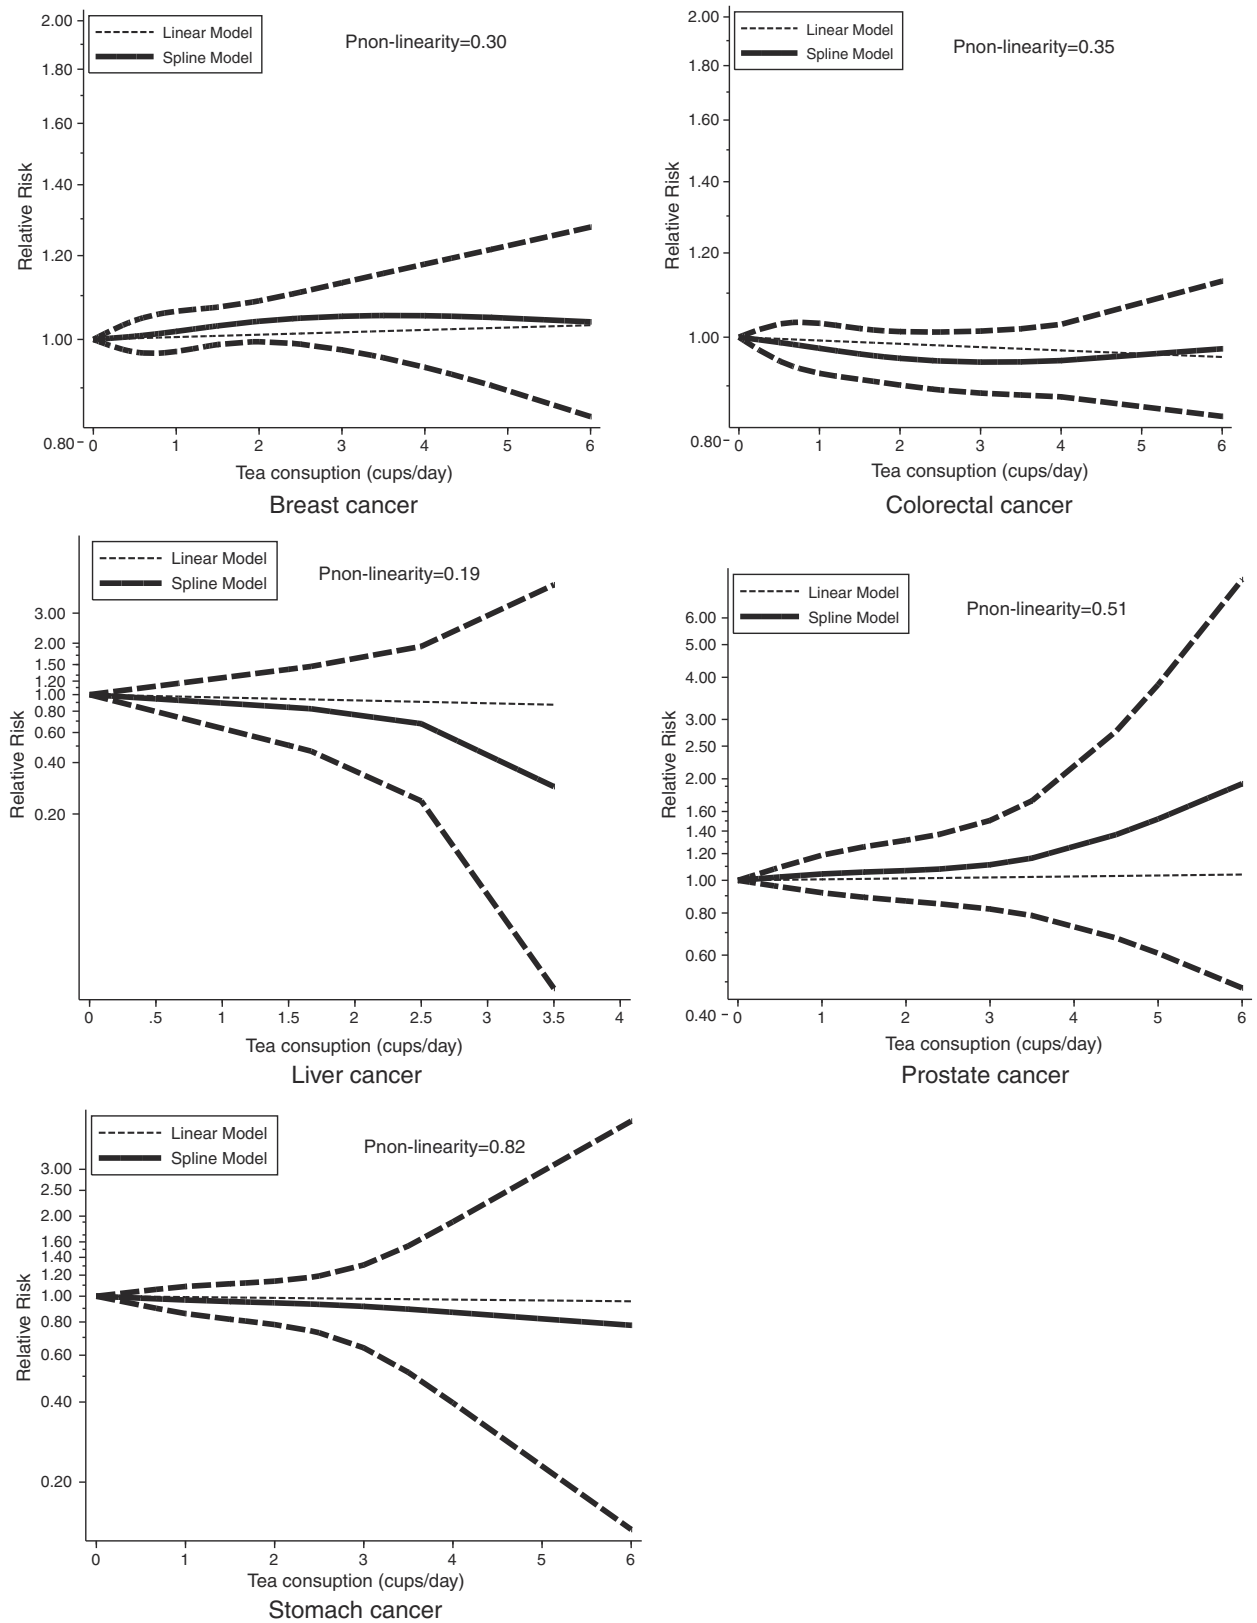 2.00
1.80
1.60
1.40
1.20
1.00
0.80
Relative Risk
Linear Model
Spline Model
Pnon-linearity=0.30
0 1 2 3 4 5 6
Tea consuption (cups/day)
Breast cancer
2.00
1.80
1.60
1.40
1.20
1.00
0.80
Relative Risk
Linear Model
Spline Model
Pnon-linearity=0.35
0 1 2 3 4 5 6
Tea consuption (cups/day)
Colorectal cancer
3.00
2.00
1.50
1.20
1.00
0.80
0.60
0.40
0.20
Relative Risk
Linear Model
Spline Model
Pnon-linearity=0.19
0 .5 1 1.5 2 2.5 3 3.5 4
Tea consuption (cups/day)
Liver cancer
6.00
5.00
4.00
3.00
2.50
2.00
1.60
1.40
1.20
1.00
0.80
0.60
0.40
Relative Risk
Linear Model
Spline Model
Pnon-linearity=0.51
0 1 2 3 4 5 6
Tea consuption (cups/day)
Prostate cancer
3.00
2.50
2.00
1.60
1.40
1.20
1.00
0.80
0.60
0.40
0.20
Relative Risk
Linear Model
Spline Model
Pnon-linearity=0.82
0 1 2 3 4 5 6
Tea consuption (cups/day)
Stomach cancer